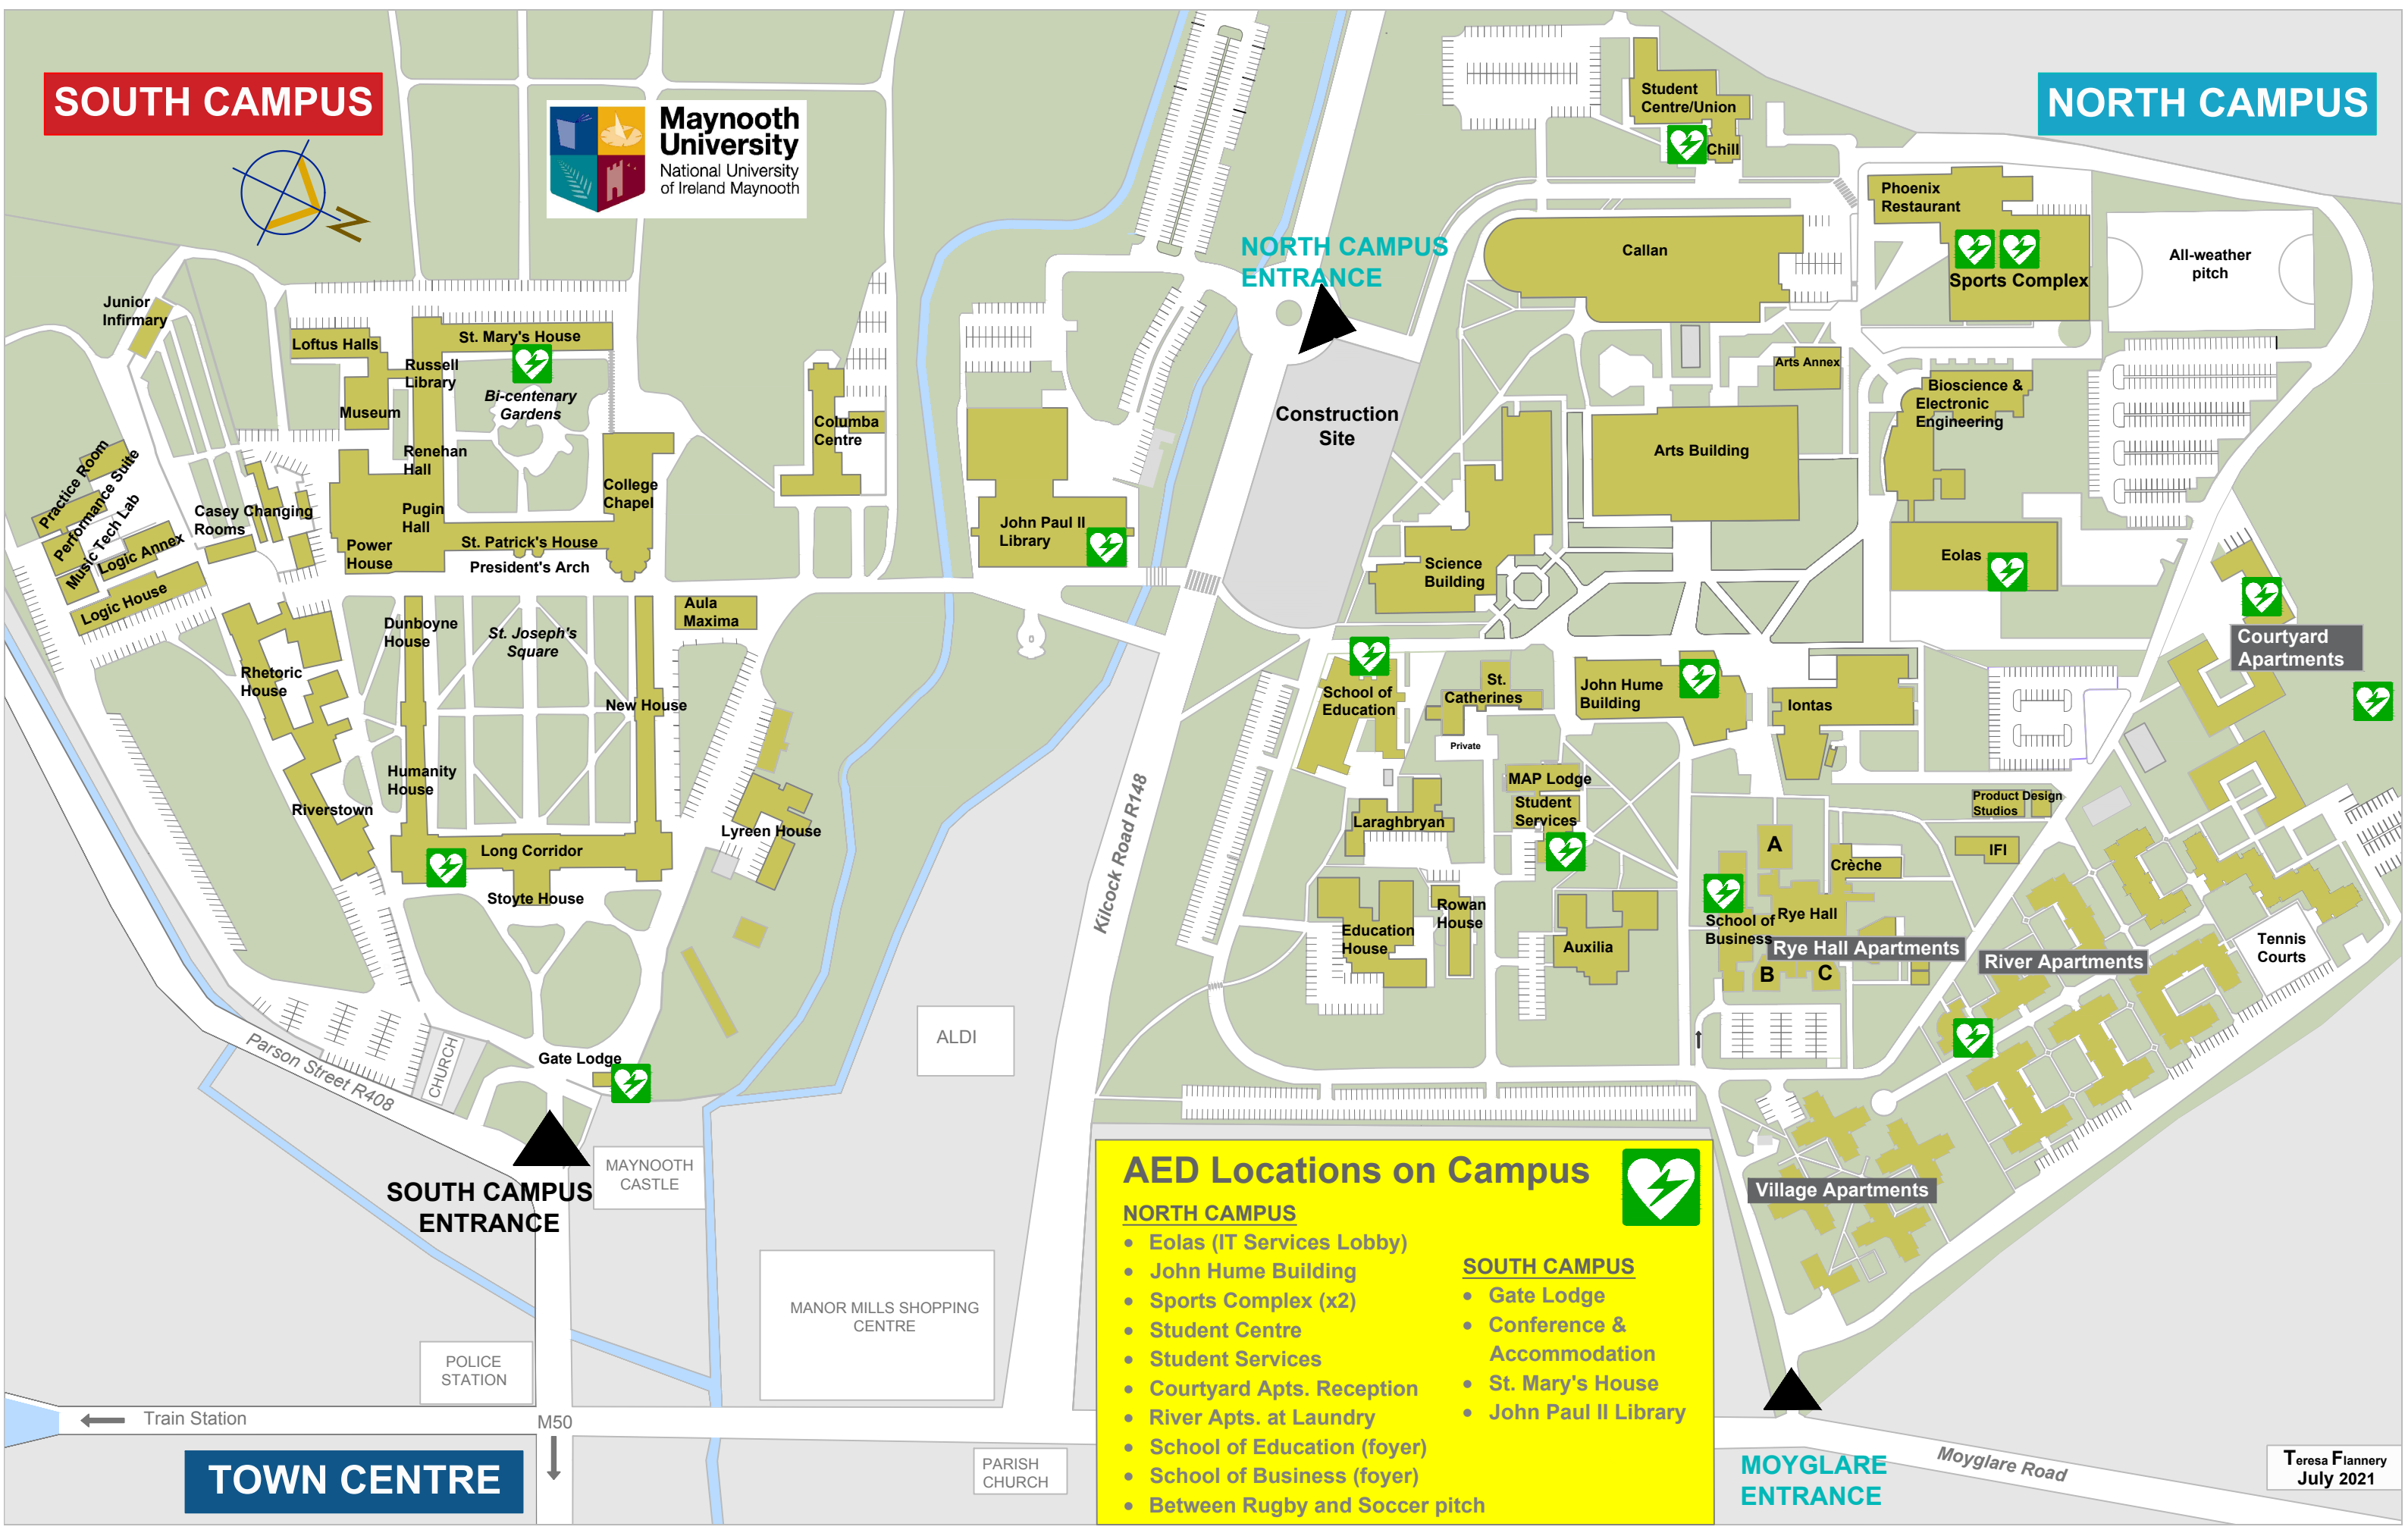 SOUTH CAMPUS
Maynooth
University
National University
of Ireland Maynooth
N
NORTH CAMPUS
Student
Centre/Union
Chill
Phoenix
Restaurant
Sports Complex
All-weather
pitch
Callan
NORTH CAMPUS
ENTRANCE
Junior
Infirmary
Loftus Halls
St. Mary's House
Russell
Library
Bi-centenary
Gardens
Museum
Renehan
Hall
College
Chapel
Columba
Centre
Construction
Site
Arts Annex
Bioscience &
Electronic
Engineering
Arts Building
Practice Room
Performance Suite
Music Tech Lab
Logic Annex
Logic House
Casey Changing
Rooms
Pugin
Hall
Power
House
St. Patrick's House
President's Arch
John Paul II
Library
Science
Building
Eolas
Courtyard
Apartments
Dunboyne
House
St. Joseph's
Square
Aula
Maxima
Rhetoric
House
New House
School of
Education
St.
Catherines
Private
John Hume
Building
Iontas
Humanity
House
Riverstown
Lyreen House
Long Corridor
Stoyte House
Kilcock Road R148
MAP Lodge
Student
Services
Laraghbryan
Product Design
Studios
IFI
A
Crèche
Rye Hall
School of
Business
Rye Hall Apartments
B
C
Education
House
Rowan
House
Auxilia
River Apartments
Tennis
Courts
Parson Street R408
CHURCH
Gate Lodge
ALDI
SOUTH CAMPUS
ENTRANCE
MAYNOOTH
CASTLE
Village Apartments
MANOR MILLS SHOPPING
CENTRE
POLICE
STATION
Train Station
M50
TOWN CENTRE
PARISH
CHURCH
AED Locations on Campus
NORTH CAMPUS
• Eolas (IT Services Lobby)
• John Hume Building
• Sports Complex (x2)
• Student Centre
• Student Services
• Courtyard Apts. Reception
• River Apts. at Laundry
• School of Education (foyer)
• School of Business (foyer)
• Between Rugby and Soccer pitch
SOUTH CAMPUS
• Gate Lodge
• Conference &
Accommodation
• St. Mary's House
• John Paul II Library
MOYGLARE
ENTRANCE
Moyglare Road
Teresa Flannery
July 2021